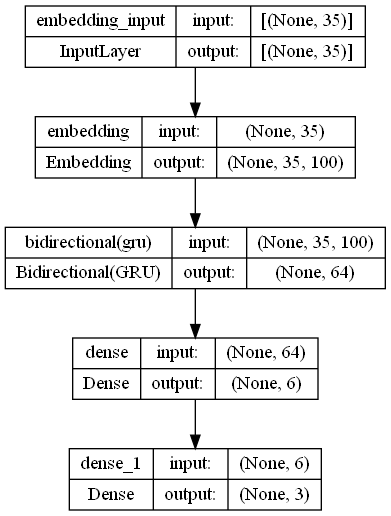 embedding_input input: [(None, 35)]
InputLayer output: [(None, 35)]
embedding input: (None, 35)
Embedding output: (None, 35, 100)
bidirectional(gru) input: (None, 35, 100)
Bidirectional(GRU) output: (None, 64)
dense input: (None, 64)
Dense output: (None, 6)
dense_1 input: (None, 6)
Dense output: (None, 3)